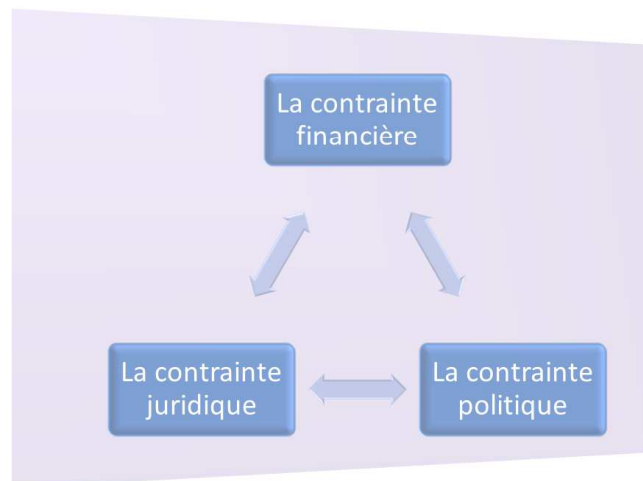 La contrainte
financière
La contrainte
juridique
La contrainte
politique